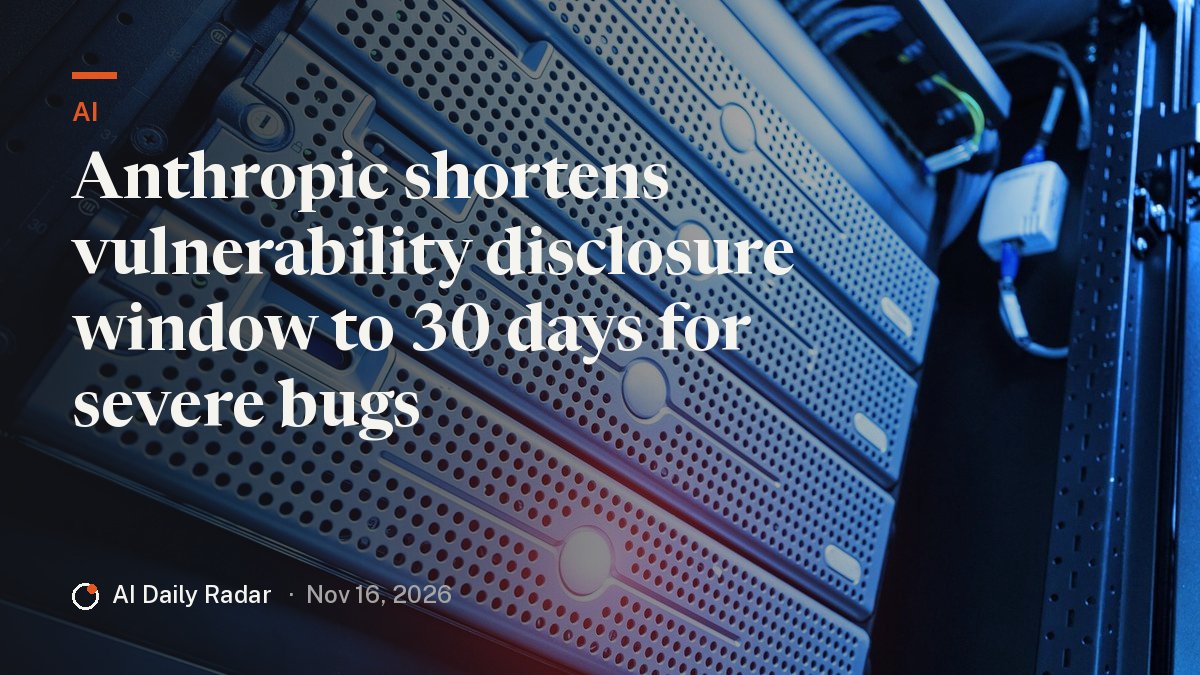 AI
Anthropic shortens
vulnerability disclosure
window to 30 days for
severe bugs
AI Daily Radar · Nov 16, 2026